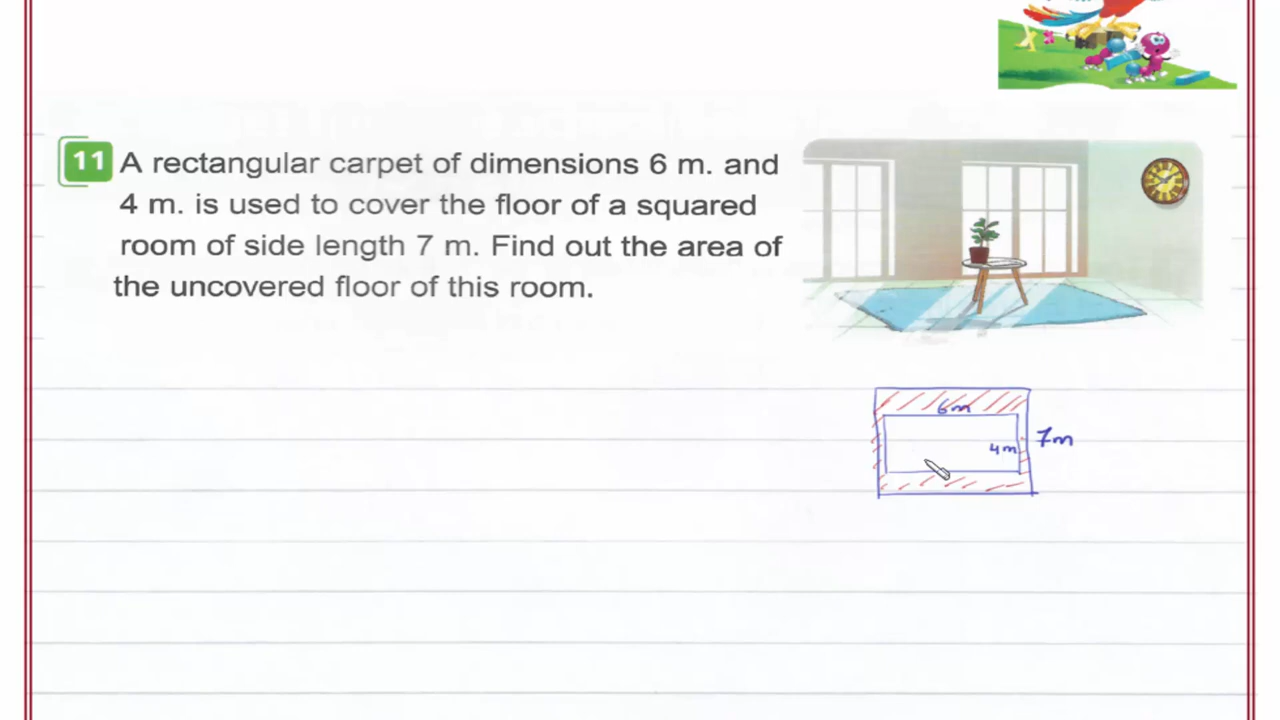 11 A rectangular carpet of dimensions 6 m. and
4 m. is used to cover the floor of a squared
room of side length 7 m. Find out the area of
the uncovered floor of this room.
6m
7m
4m